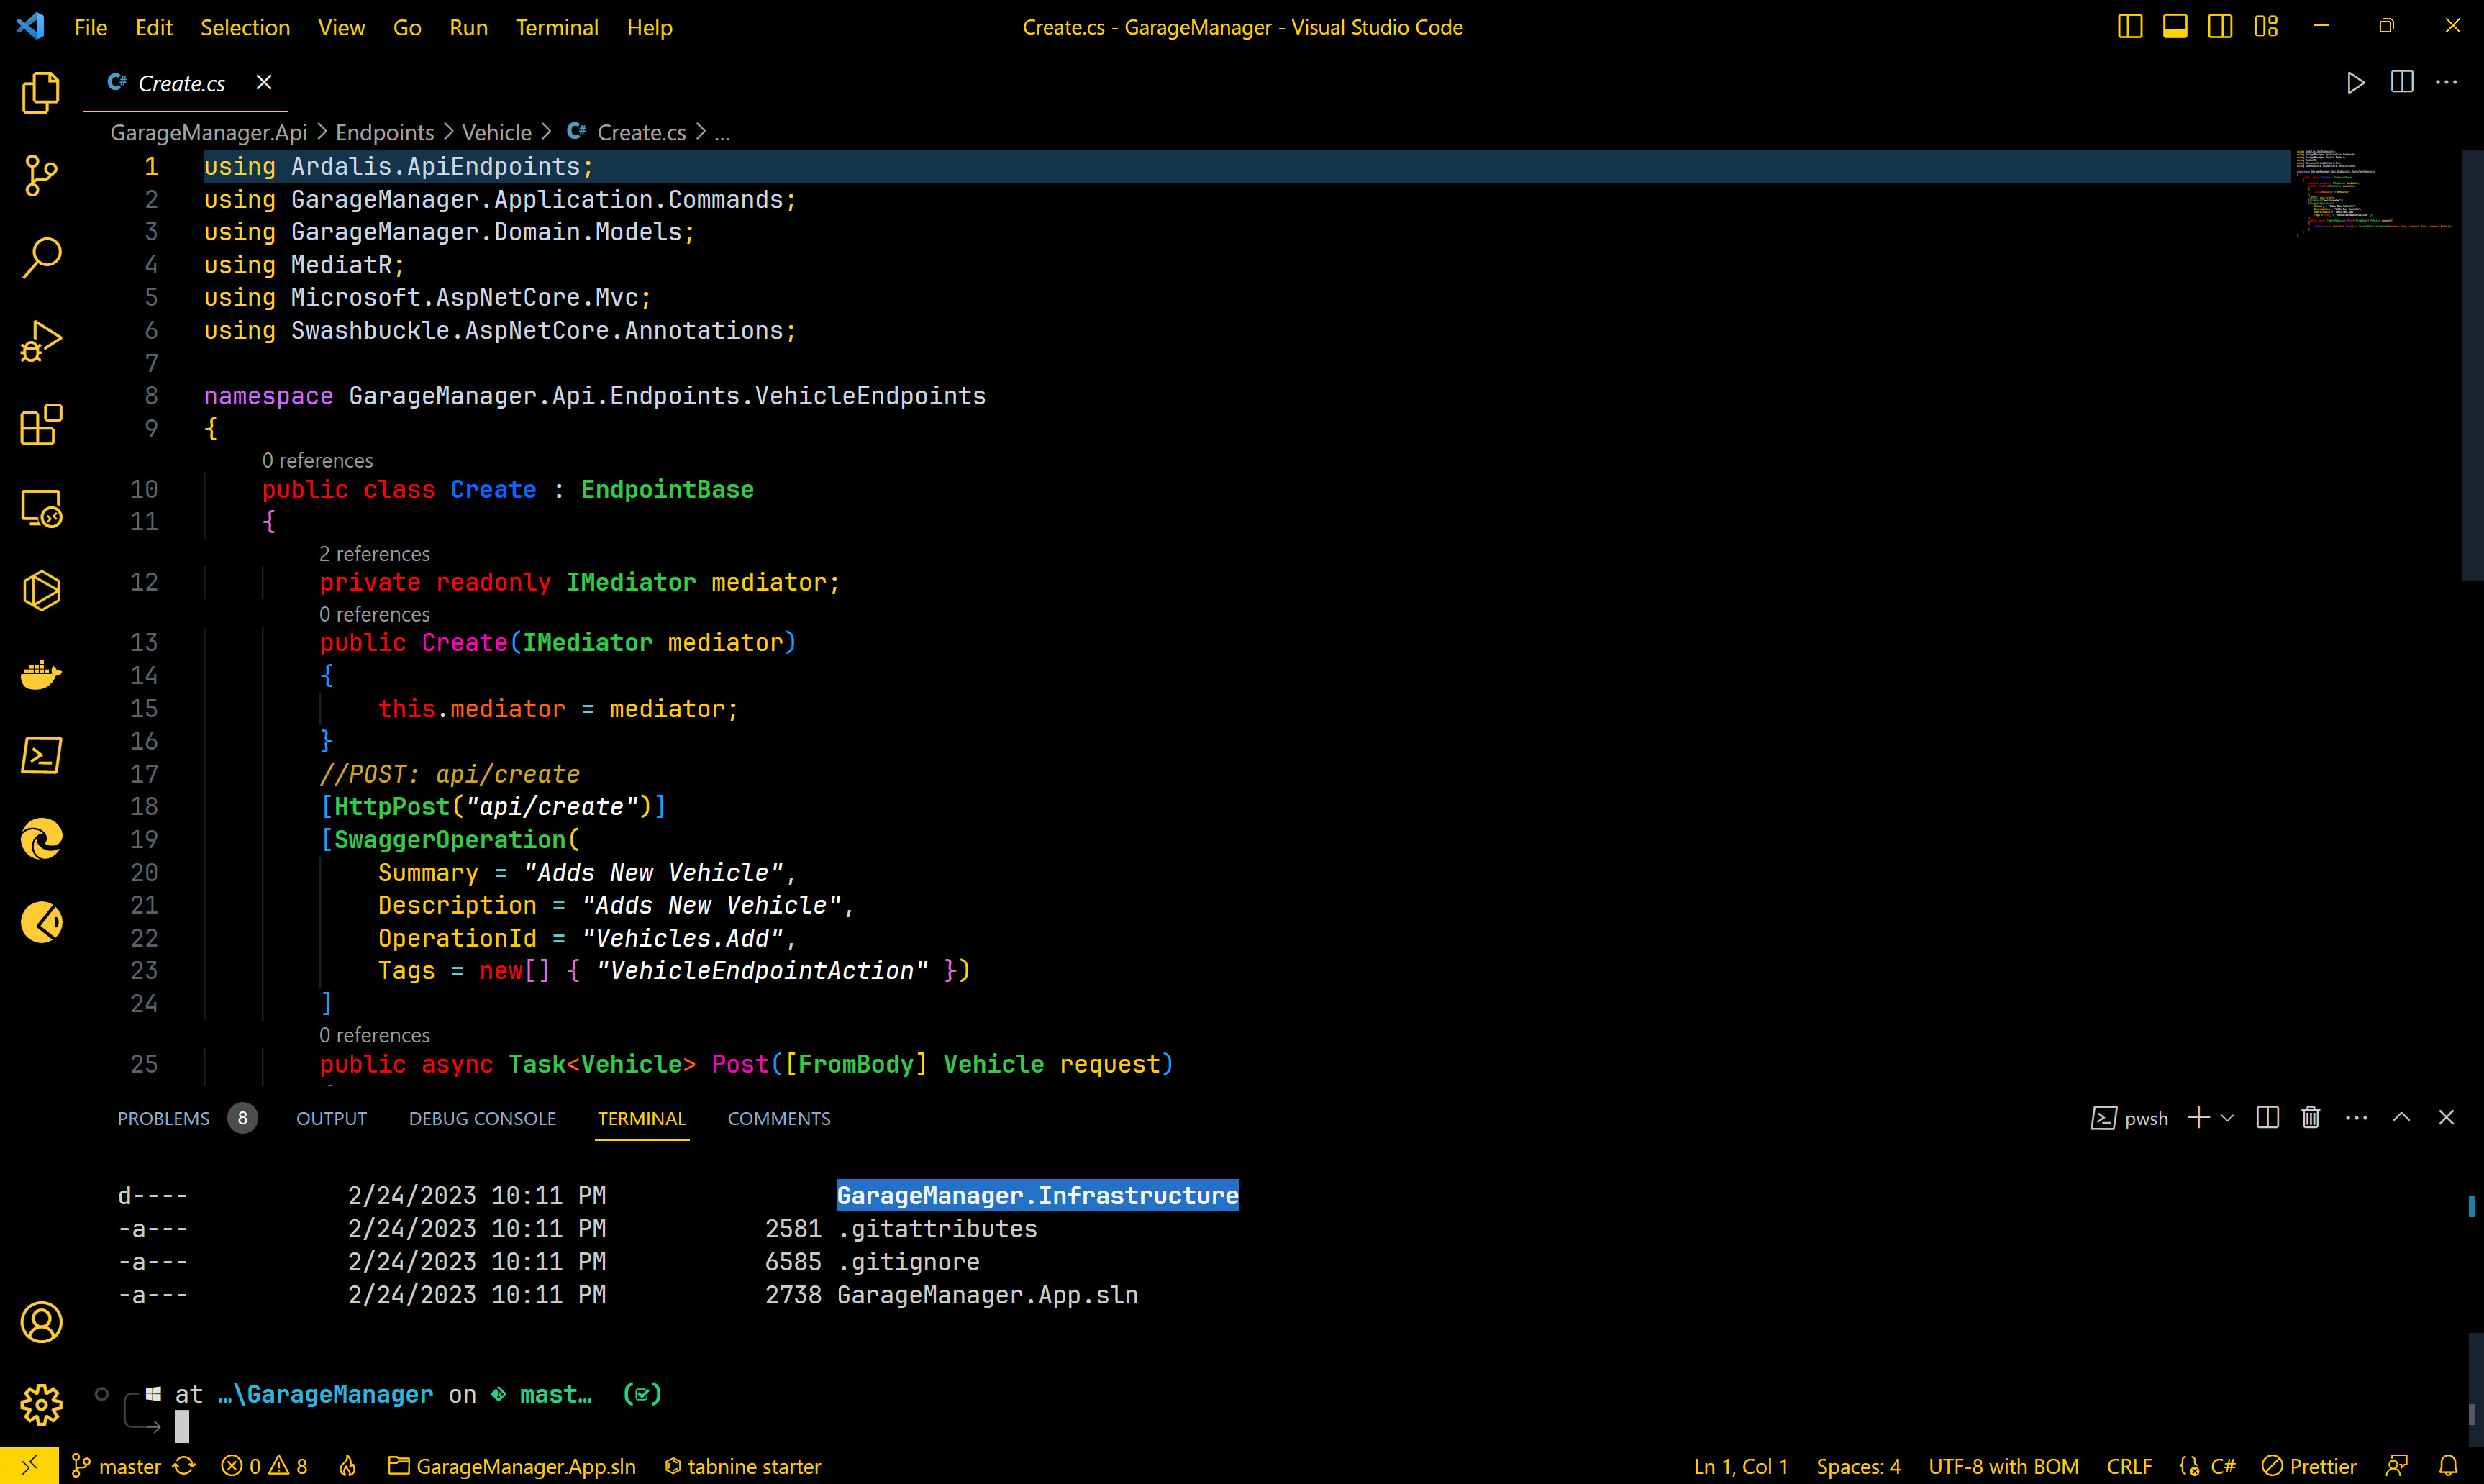 File Edit Selection View Go Run Terminal Help
Create.cs - GarageManager - Visual Studio Code
C# Create.cs
GarageManager.Api > Endpoints > Vehicle > C# Create.cs > ...
1 using Ardalis.ApiEndpoints;
2 using GarageManager.Application.Commands;
3 using GarageManager.Domain.Models;
4 using MediatR;
5 using Microsoft.AspNetCore.Mvc;
6 using Swashbuckle.AspNetCore.Annotations;
7
8 namespace GarageManager.Api.Endpoints.VehicleEndpoints
9 {
0 references
10 public class Create : EndpointBase
11 {
2 references
12 private readonly IMediator mediator;
0 references
13 public Create(IMediator mediator)
14 {
15 this.mediator = mediator;
16 }
17 //POST: api/create
18 [HttpPost("api/create")]
19 [SwaggerOperation(
20 Summary = "Adds New Vehicle",
21 Description = "Adds New Vehicle",
22 OperationId = "Vehicles.Add",
23 Tags = new[] { "VehicleEndpointAction" })
24 ]
0 references
25 public async Task<Vehicle> Post([FromBody] Vehicle request)
PROBLEMS 8 OUTPUT DEBUG CONSOLE TERMINAL COMMENTS
pwsh
d---- 2/24/2023 10:11 PM GarageManager.Infrastructure
-a--- 2/24/2023 10:11 PM 2581 .gitattributes
-a--- 2/24/2023 10:11 PM 6585 .gitignore
-a--- 2/24/2023 10:11 PM 2738 GarageManager.App.sln
at …\GarageManager on mast…
master 0 8 GarageManager.App.sln tabnine starter
Ln 1, Col 1 Spaces: 4 UTF-8 with BOM CRLF C# Prettier